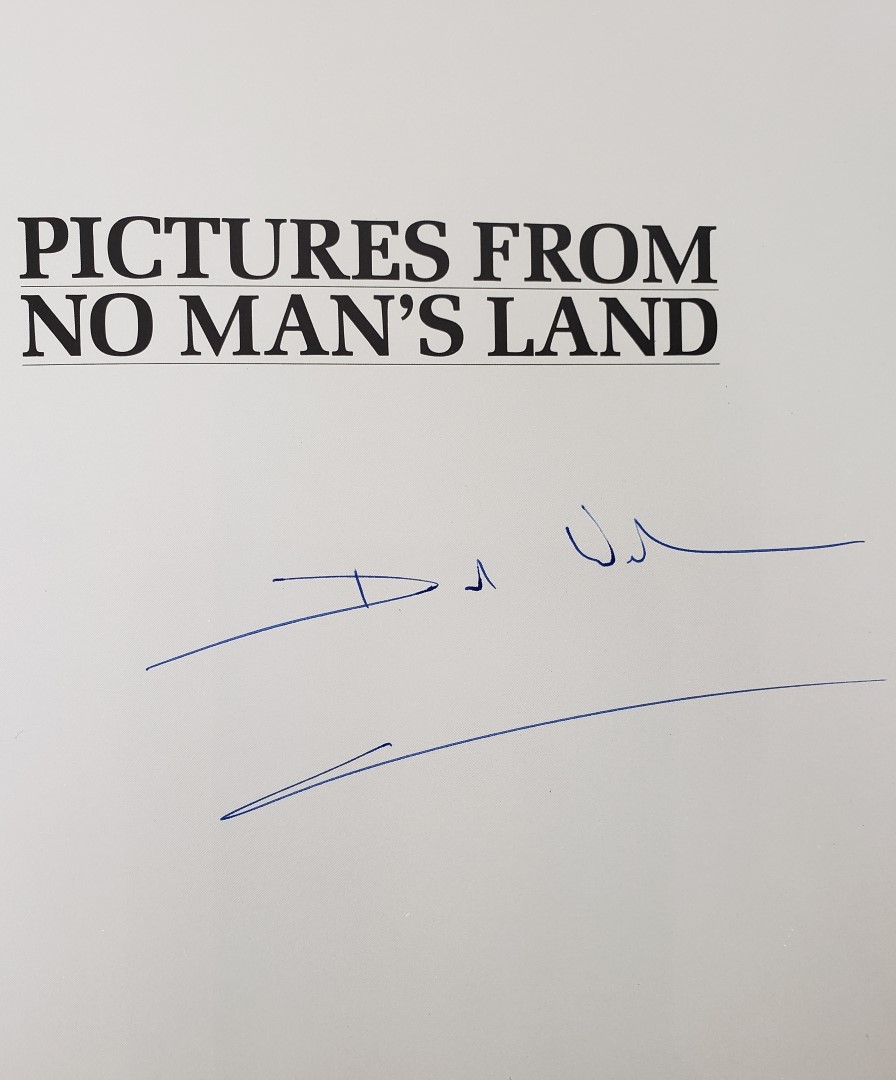 PICTURES FROM
NO MAN'S LAND